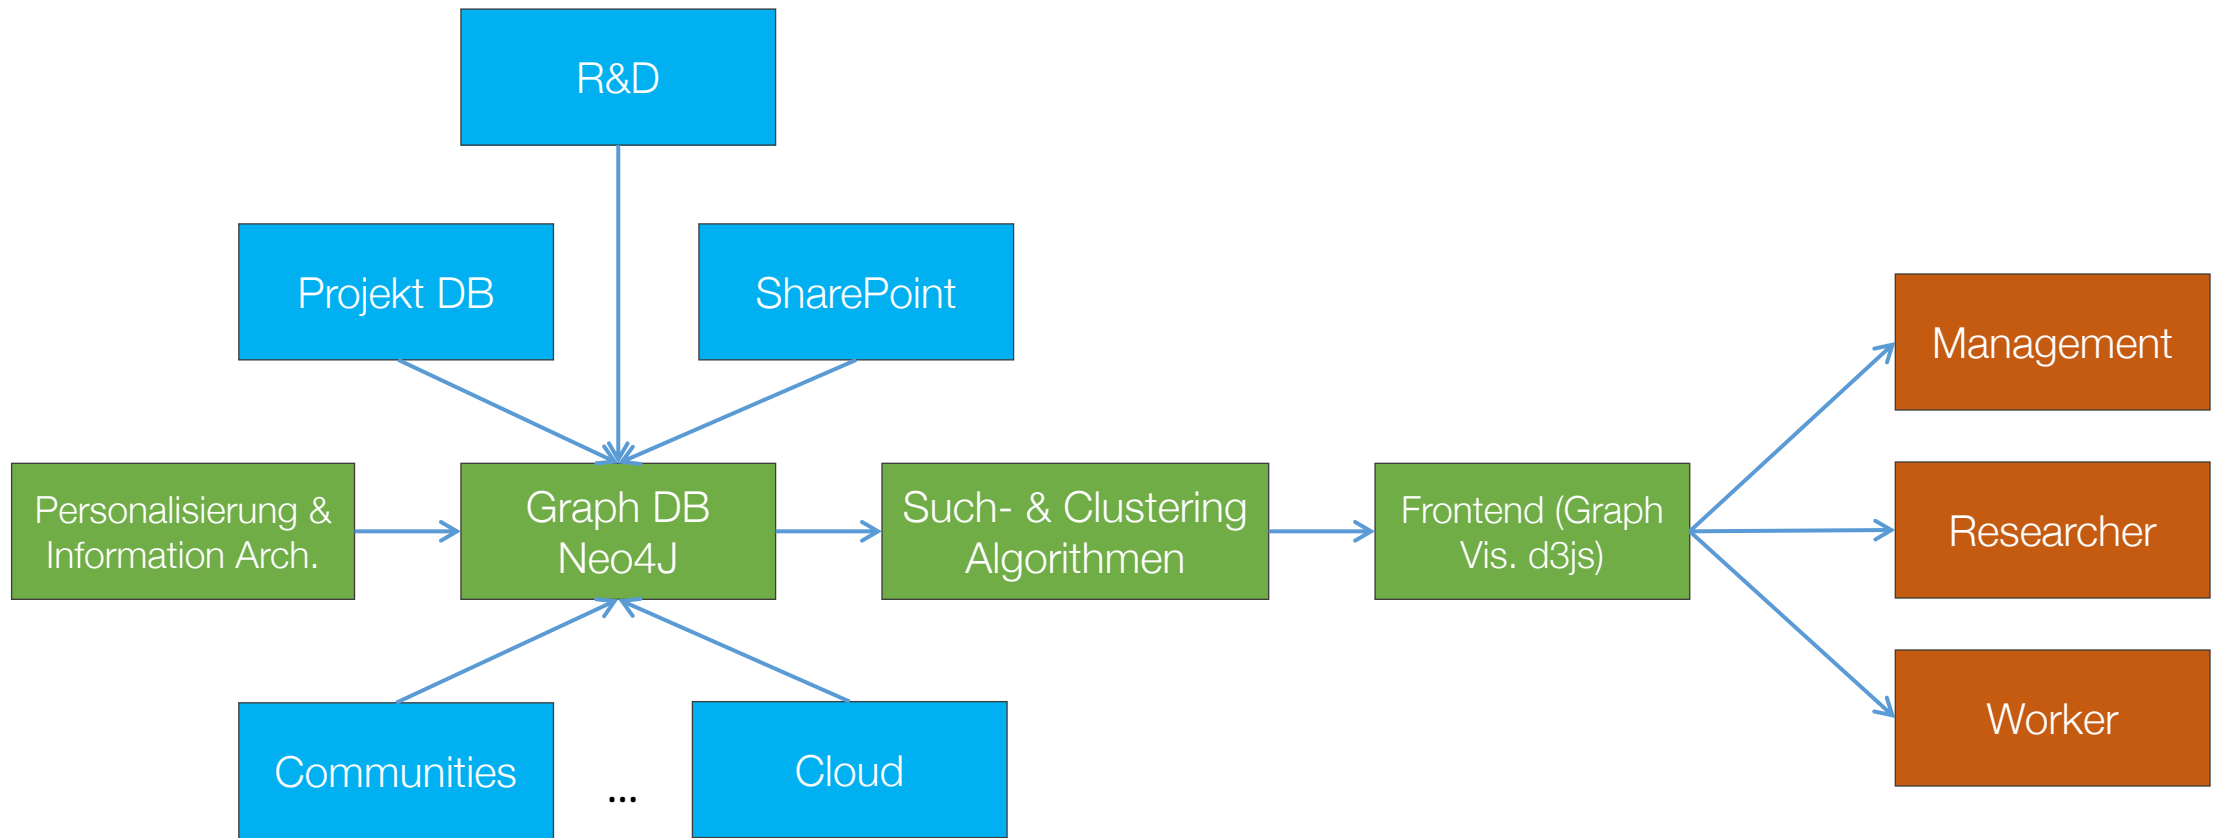 R&D
Projekt DB
SharePoint
Management
Personalisierung &
Information Arch.
Graph DB
Neo4J
Such- & Clustering
Algorithmen
Frontend (Graph
Vis. d3js)
Researcher
Worker
Communities
...
Cloud